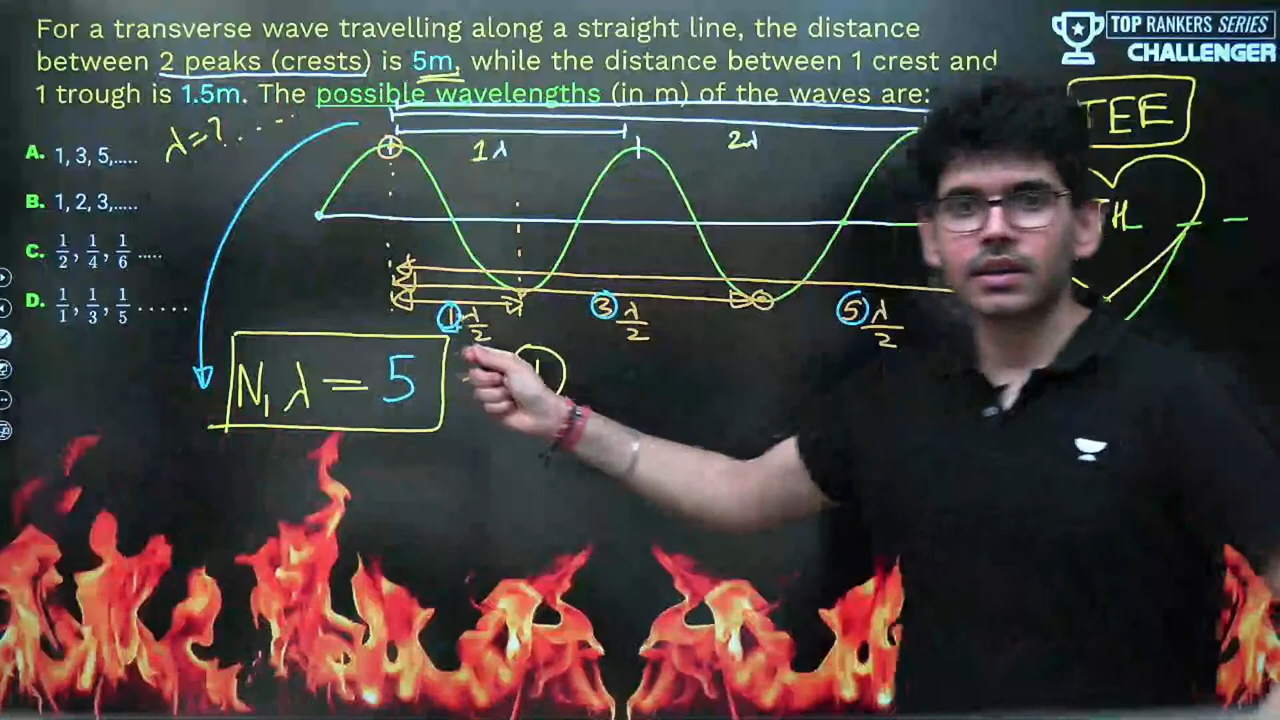 For a transverse wave travelling along a straight line, the distance
between 2 peaks (crests) is 5m, while the distance between 1 crest and
1 trough is 1.5m. The possible wavelengths (in m) of the waves are:
TOP RANKERS SERIES
CHALLENGER
JEE
λ=?.....
A. 1, 3, 5,.....
B. 1, 2, 3,.....
C. 1/2, 1/4, 1/6 .....
D. 1/1, 1/3, 1/5 .....
1λ
2λ
1 λ/2
3 λ/2
5 λ/2
N₁ λ = 5